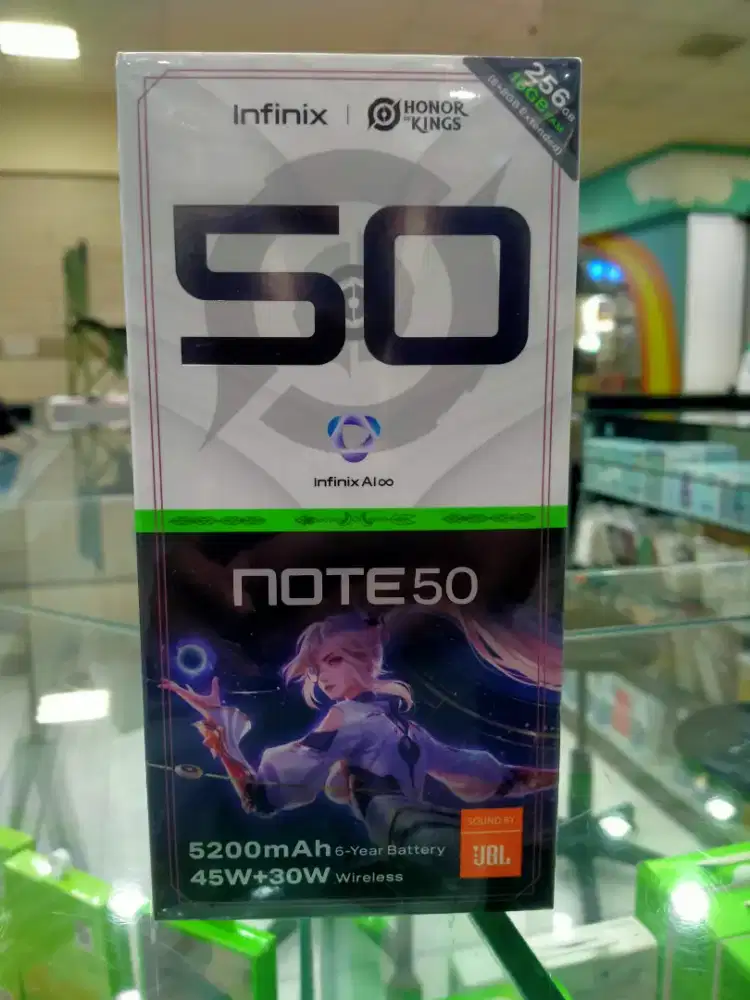 Infinix | HONOR OF KINGS
256GB
16GB RAM
(8+8GB Extended)
50
Infinix AI∞
NOTE50
5200mAh 6-Year Battery
45W+30W Wireless
SOUND BY
JBL